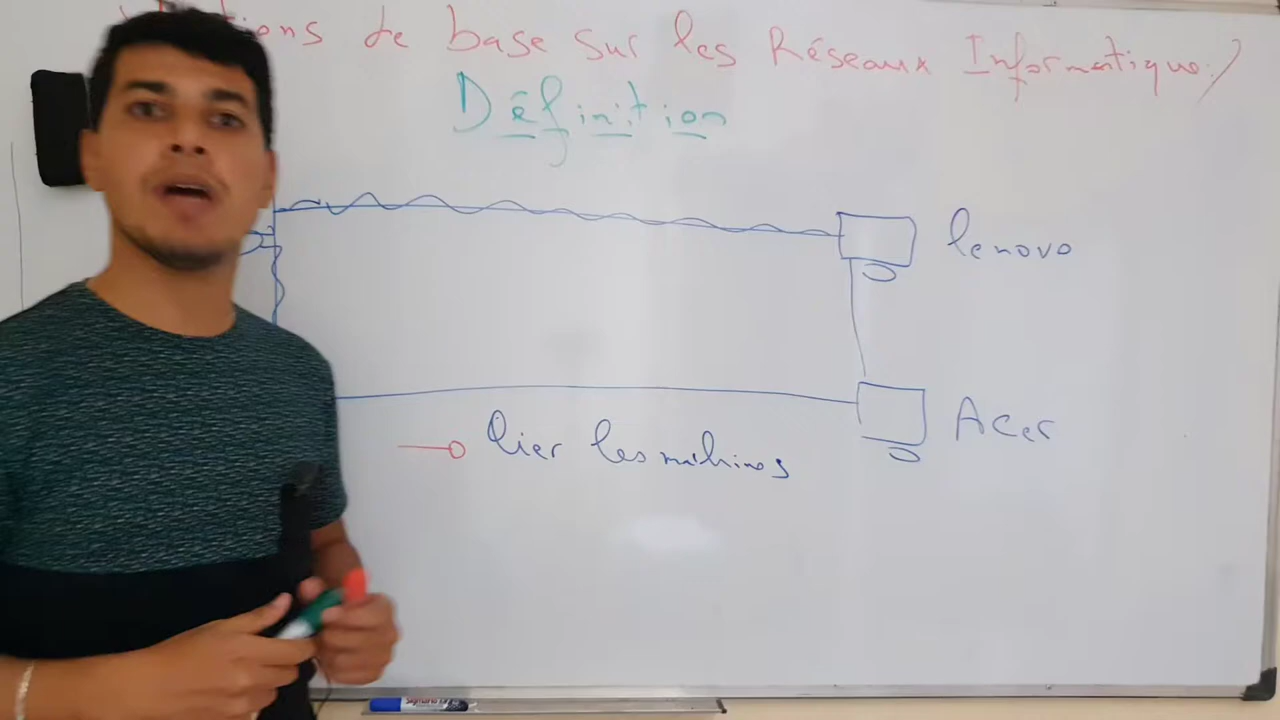 de base sur les Réseaux Informatique :/
Définition
lenovo
Acer
lier les machines